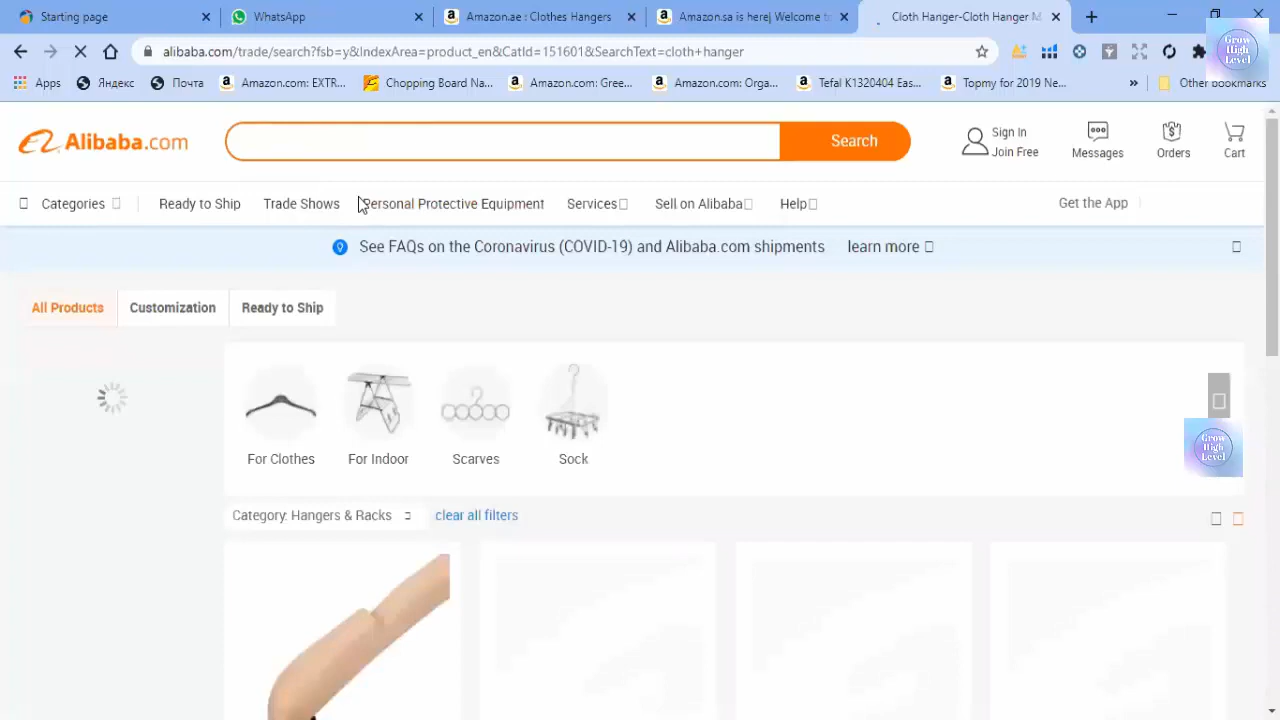 Starting page
WhatsApp
Amazon.ae : Clothes Hanger
Amazon.sa is here| Welcome to
Cloth Hanger-Cloth Hanger M
alibaba.com/trade/search?fsb=y&IndexArea=product_en&CatId=151601&SearchText=cloth+hanger
Apps
Яндекс
Почта
Amazon.com: EXTR...
Chopping Board Na...
Amazon.com: Gree...
Amazon.com: Orga...
Tefal K1320404 Eas...
Topmy for 2019 Ne...
Other bookmarks
Grow
High
Level
Alibaba.com
Search
Sign In
Join Free
Messages
Orders
Cart
Categories
Ready to Ship
Trade Shows
Personal Protective Equipment
Services
Sell on Alibaba
Help
Get the App
See FAQs on the Coronavirus (COVID-19) and Alibaba.com shipments
learn more
All Products
Customization
Ready to Ship
For Clothes
For Indoor
Scarves
Sock
Grow
High
Level
Category: Hangers & Racks
clear all filters